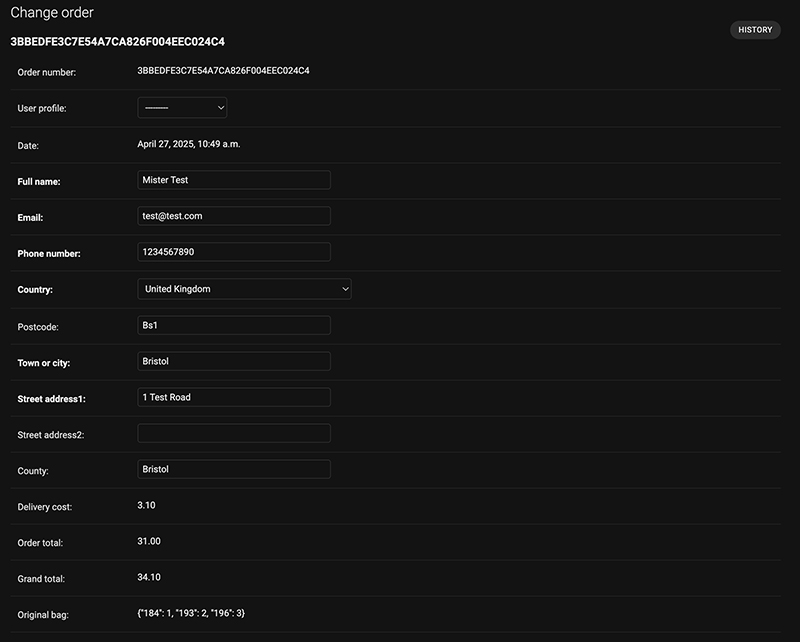 Change order
HISTORY
3BBEDFE3C7E54A7CA826F004EEC024C4
Order number: 3BBEDFE3C7E54A7CA826F004EEC024C4
User profile: ---------
Date: April 27, 2025, 10:49 a.m.
Full name: Mister Test
Email: test@test.com
Phone number: 1234567890
Country: United Kingdom
Postcode: Bs1
Town or city: Bristol
Street address1: 1 Test Road
Street address2:
County: Bristol
Delivery cost: 3.10
Order total: 31.00
Grand total: 34.10
Original bag: {"184": 1, "193": 2, "196": 3}